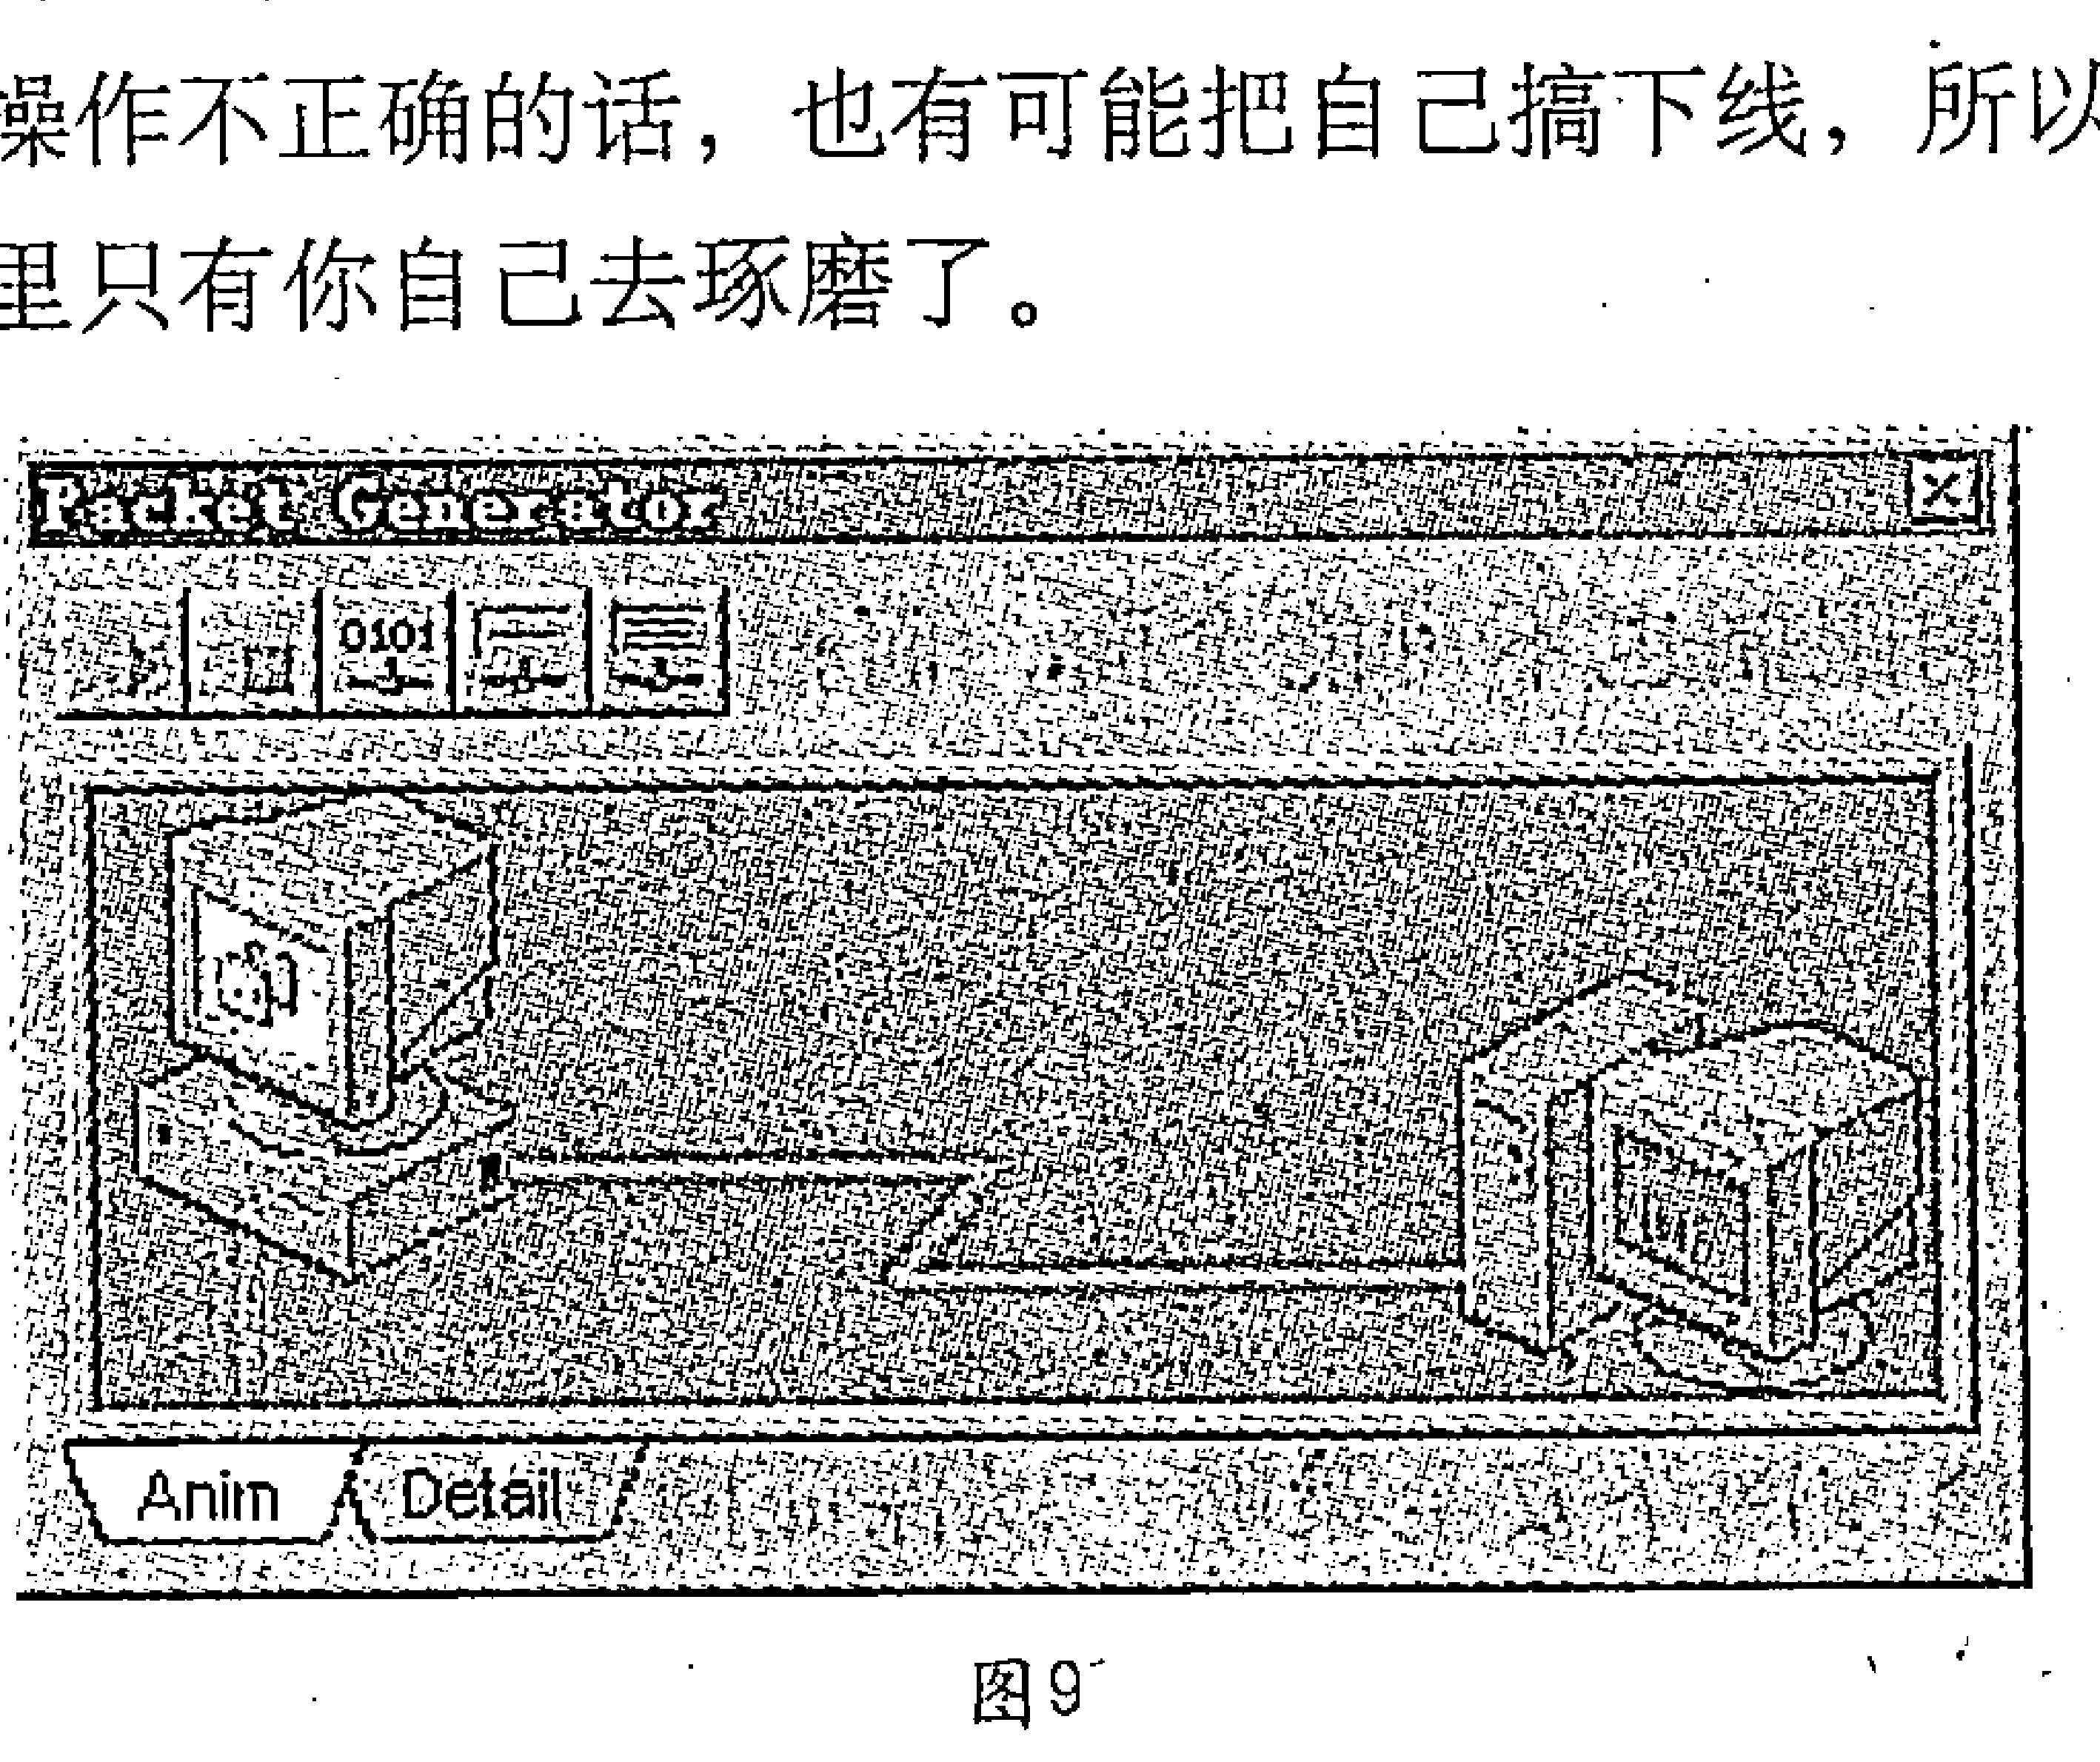 操作不正确的话，也有可能把自己搞下线，所以
里只有你自己去琢磨了。
Packet Generator
0101
Anim Detail
图9